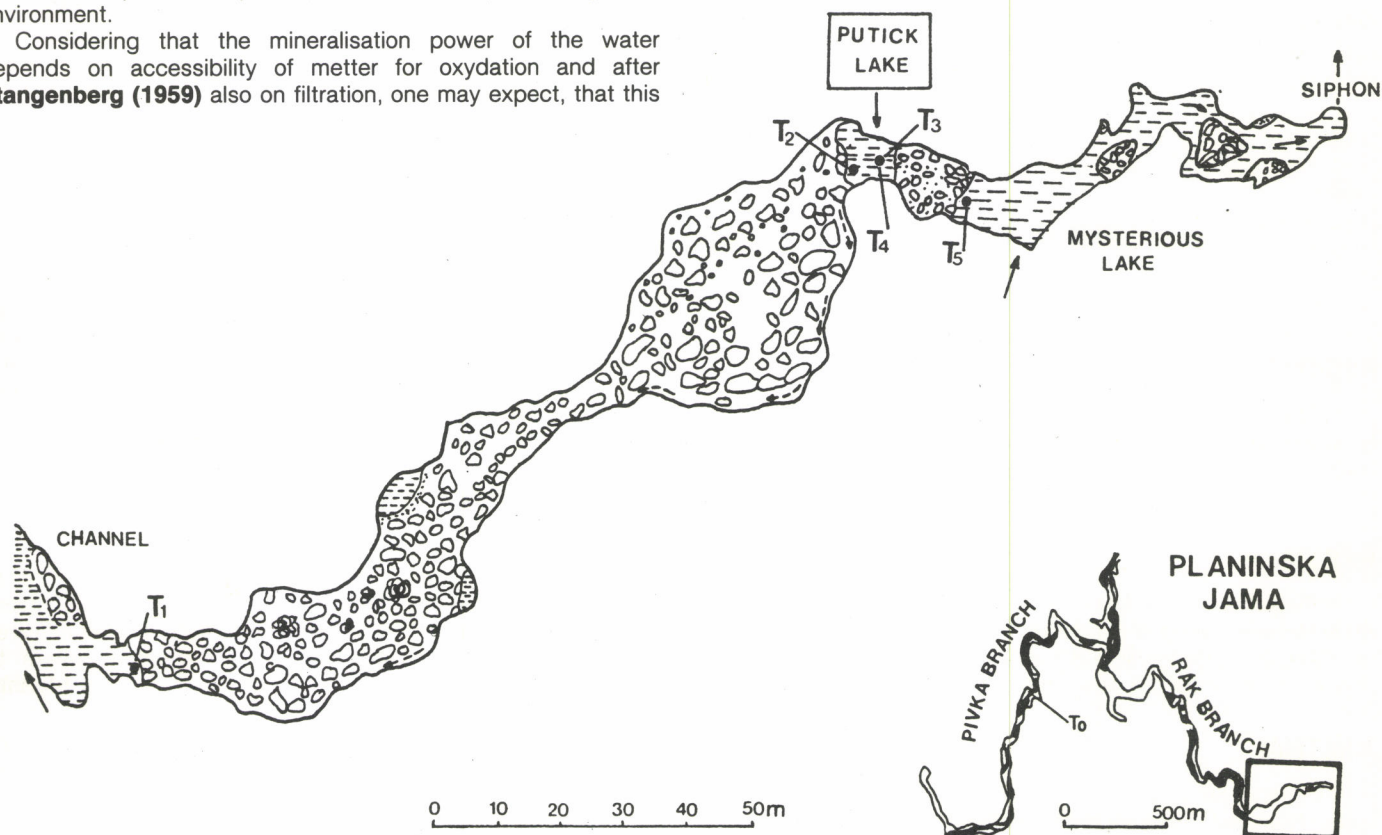 nvironment.
Considering that the mineralisation power of the water
epends on accessibility of metter for oxydation and after
tangenberg (1959) also on filtration, one may expect, that this
PUTICK
LAKE
SIPHON
T2
T3
T4
T5
MYSTERIOUS
LAKE
CHANNEL
T1
PLANINSKA
JAMA
PIVKA BRANCH
RAK BRANCH
To
0 10 20 30 40 50m
0 500m